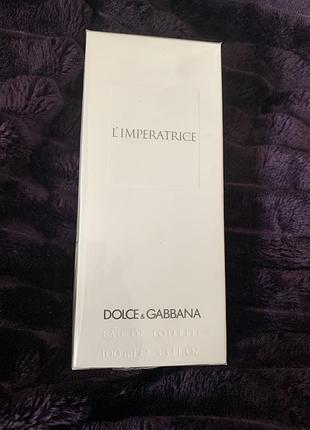 L'IMPERATRICE
DOLCE & GABBANA
EAU DE TOILETTE
100 ml ℮ 3.3 FL.OZ.